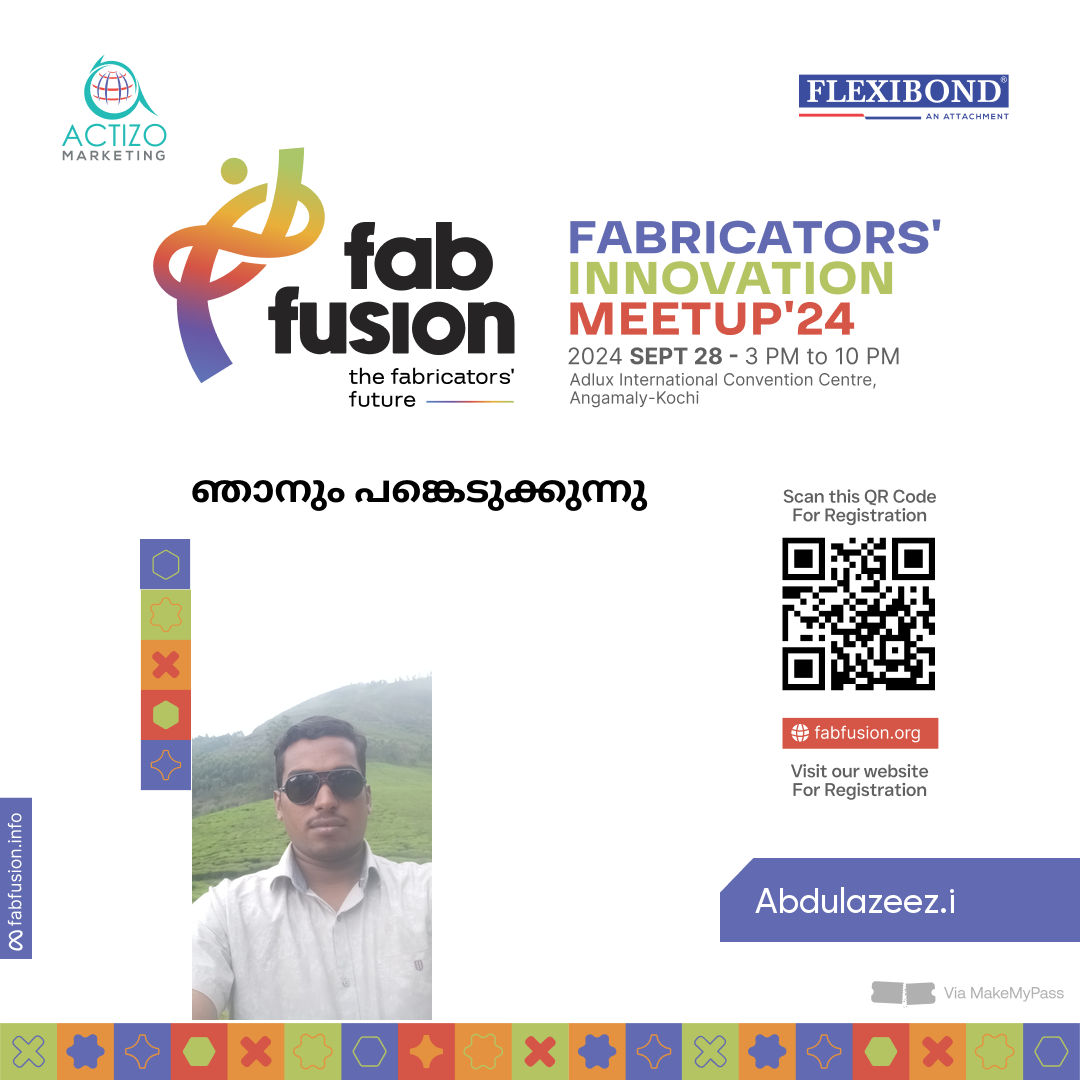 ACTIZO
MARKETING
FLEXIBOND®
AN ATTACHMENT
fab
fusion
the fabricators'
future
FABRICATORS'
INNOVATION
MEETUP'24
2024 SEPT 28 - 3 PM to 10 PM
Adlux International Convention Centre,
Angamaly-Kochi
ഞാനും പങ്കെടുക്കുന്നു
Scan this QR Code
For Registration
fabfusion.org
Visit our website
For Registration
fabfusion.info
Abdulazeez.i
Via MakeMyPass